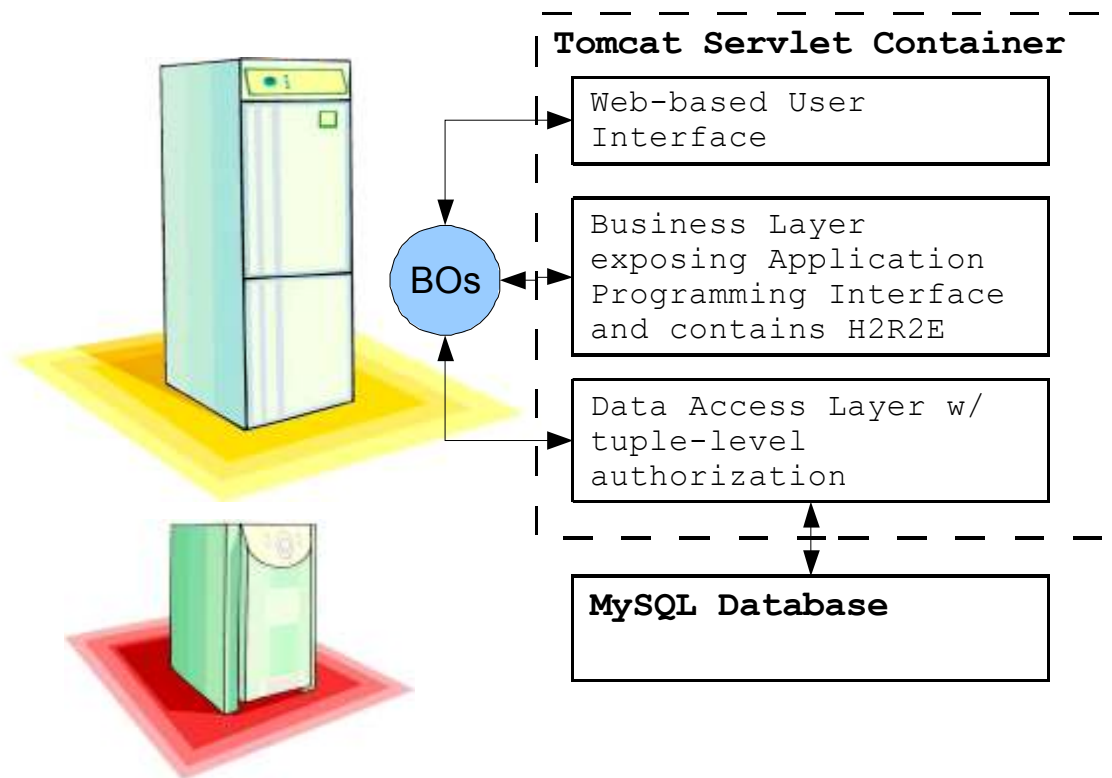 Tomcat Servlet Container
Web-based User
Interface
BOs
Business Layer
exposing Application
Programming Interface
and contains H2R2E
Data Access Layer w/
tuple-level
authorization
MySQL Database